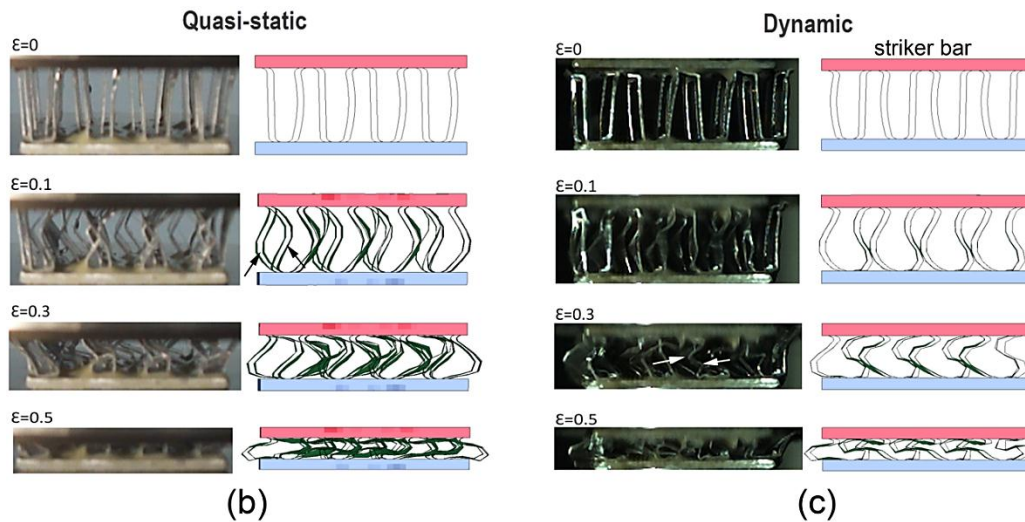 Quasi-static
Ɛ=0
Ɛ=0.1
Ɛ=0.3
Ɛ=0.5
(b)
Dynamic
Ɛ=0
striker bar
Ɛ=0.1
Ɛ=0.3
Ɛ=0.5
(c)